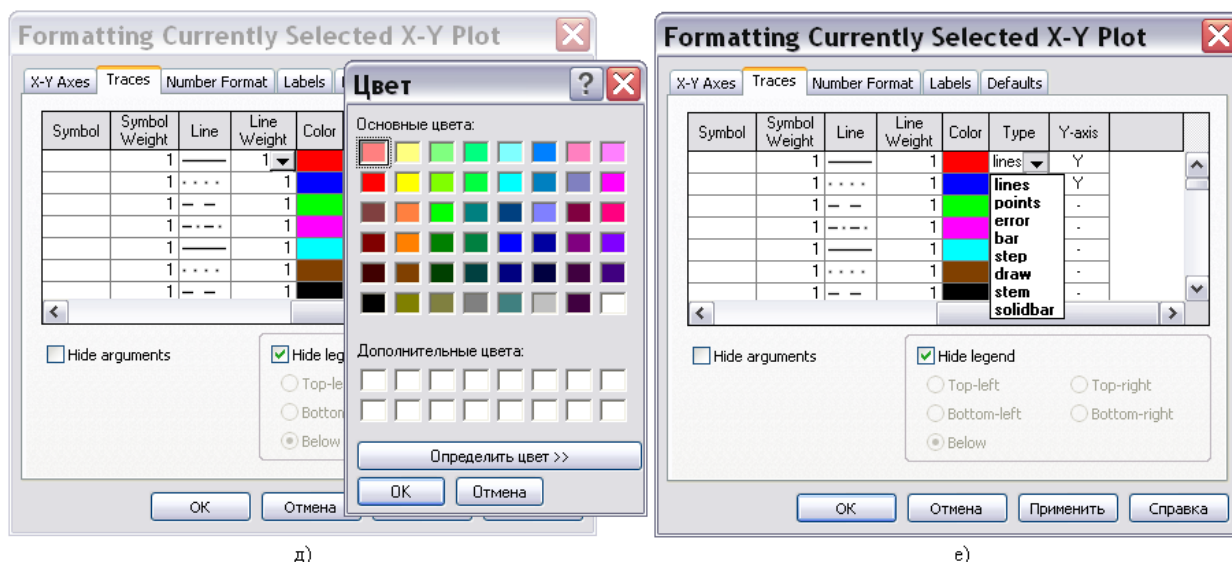 Formatting Currently Selected X-Y Plot
X-Y Axes Traces Number Format Labels
Symbol Symbol Weight Line Line Weight Color
1 1
1 1
1 1
1 1
1 1
1 1
1 1
Hide arguments
Hide leg
Top-le
Botton
Below
OK Отмена
Цвет
Основные цвета:
Дополнительные цвета:
Определить цвет >>
OK Отмена
д)
Formatting Currently Selected X-Y Plot
X-Y Axes Traces Number Format Labels Defaults
Symbol Symbol Weight Line Line Weight Color Type Y-axis
1 1 lines Y
1 1 Y
1 1 -
1 1 -
1 1 -
1 1 -
1 1 -
lines
points
error
bar
step
draw
stem
solidbar
Hide arguments
Hide legend
Top-left Top-right
Bottom-left Bottom-right
Below
OK Отмена Применить Справка
е)